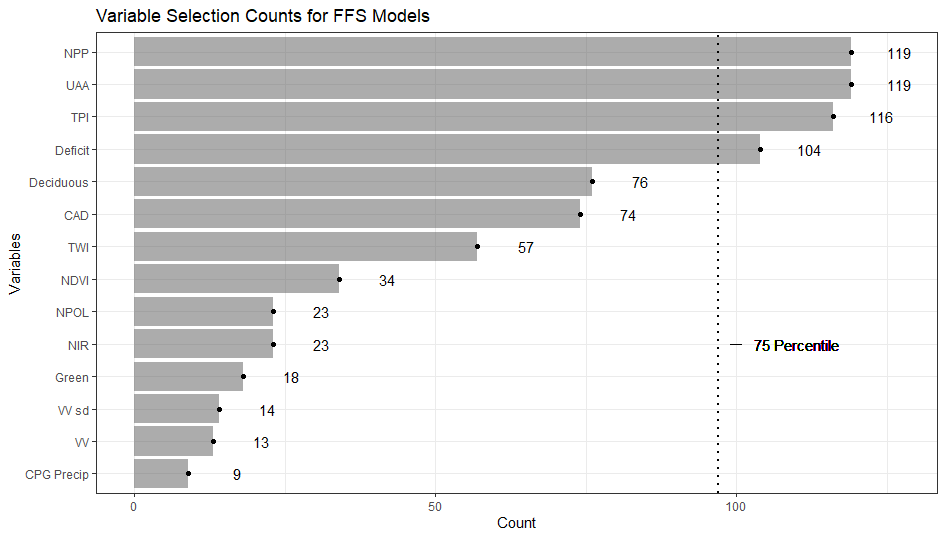 Variable Selection Counts for FFS Models
NPP 119
UAA 119
TPI 116
Deficit 104
Deciduous 76
CAD 74
TWI 57
NDVI 34
NPOL 23
NIR 23
75 Percentile
Green 18
VV sd 14
VV 13
CPG Precip 9
0 50 100
Count
Variables